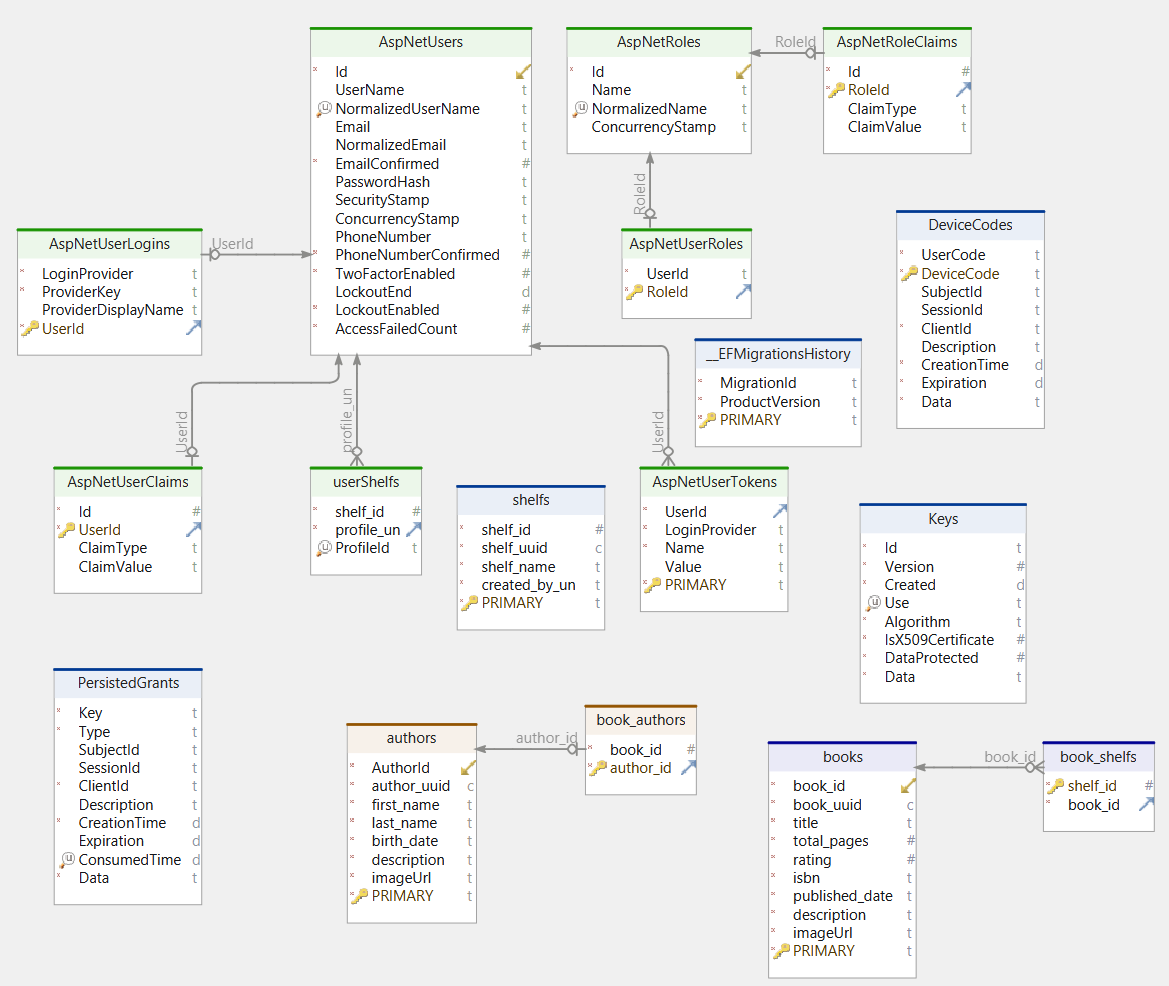 AspNetUsers
Id
UserName t
NormalizedUserName t
Email t
NormalizedEmail t
EmailConfirmed #
PasswordHash t
SecurityStamp t
ConcurrencyStamp t
PhoneNumber t
PhoneNumberConfirmed #
TwoFactorEnabled #
LockoutEnd d
LockoutEnabled #
AccessFailedCount #
AspNetRoles
Id
Name t
NormalizedName t
ConcurrencyStamp t
RoleId
AspNetRoleClaims
Id #
RoleId
ClaimType t
ClaimValue t
RoleId
AspNetUserLogins
LoginProvider t
ProviderKey t
ProviderDisplayName t
UserId
UserId
AspNetUserRoles
UserId t
RoleId
DeviceCodes
UserCode t
DeviceCode t
SubjectId t
SessionId t
ClientId t
Description t
CreationTime d
Expiration d
Data t
__EFMigrationsHistory
MigrationId t
ProductVersion t
PRIMARY t
UserId
profile_un
UserId
AspNetUserClaims
Id #
UserId
ClaimType t
ClaimValue t
userShelfs
shelf_id #
profile_un
ProfileId t
shelfs
shelf_id #
shelf_uuid c
shelf_name t
created_by_un t
PRIMARY t
AspNetUserTokens
UserId
LoginProvider t
Name t
Value t
PRIMARY t
Keys
Id t
Version #
Created d
Use t
Algorithm t
IsX509Certificate #
DataProtected #
Data t
PersistedGrants
Key t
Type t
SubjectId t
SessionId t
ClientId t
Description t
CreationTime d
Expiration d
ConsumedTime d
Data t
authors
AuthorId
author_uuid c
first_name t
last_name t
birth_date t
description t
imageUrl t
PRIMARY t
author_id
book_authors
book_id #
author_id
books
book_id
book_uuid c
title t
total_pages #
rating #
isbn t
published_date t
description t
imageUrl t
PRIMARY t
book_id
book_shelfs
shelf_id #
book_id